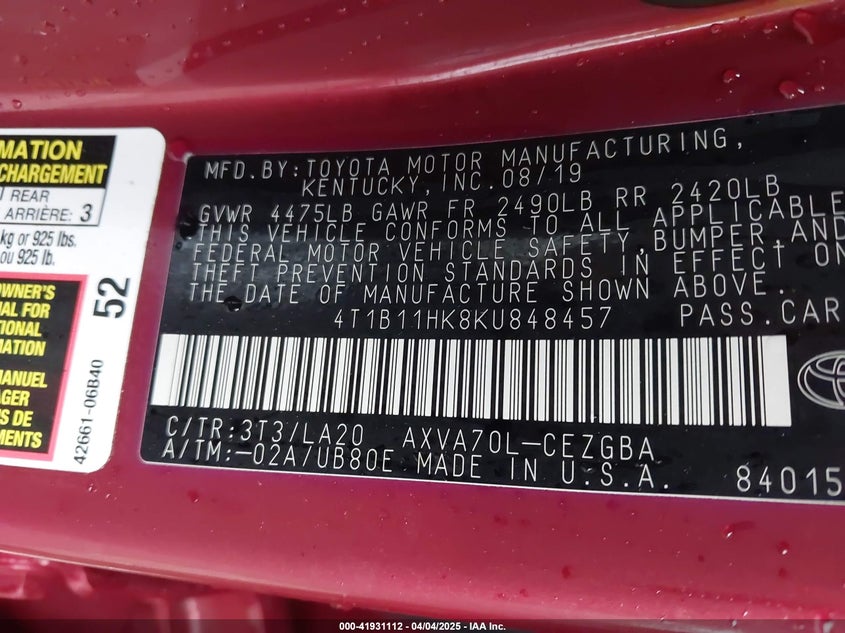 MATION
CHARGEMENT
REAR
ARRIÈRE: 3
kg or 925 lbs.
ou 925 lb.
OWNER'S
AL FOR
TIONAL
MATION
MANUEL
AGER
US DE
MENTS
52
42661-06B40
MFD.BY:TOYOTA MOTOR MANUFACTURING,
KENTUCKY,INC.08/19
GVWR 4475LB GAWR FR 2490LB RR 2420LB
THIS VEHICLE CONFORMS TO ALL APPLICABLE
FEDERAL MOTOR VEHICLE SAFETY,BUMPER,AND
THEFT PREVENTION STANDARDS IN EFFECT ON
THE DATE OF MANUFACTURE SHOWN ABOVE.
4T1B11HK8KU848457 PASS.CAR
C/TR:3T3/LA20 AXVA70L-CEZGBA
A/TM:-02A/UB80E MADE IN U.S.A.
84015
000-41931112 - 04/04/2025 - IAA Inc.